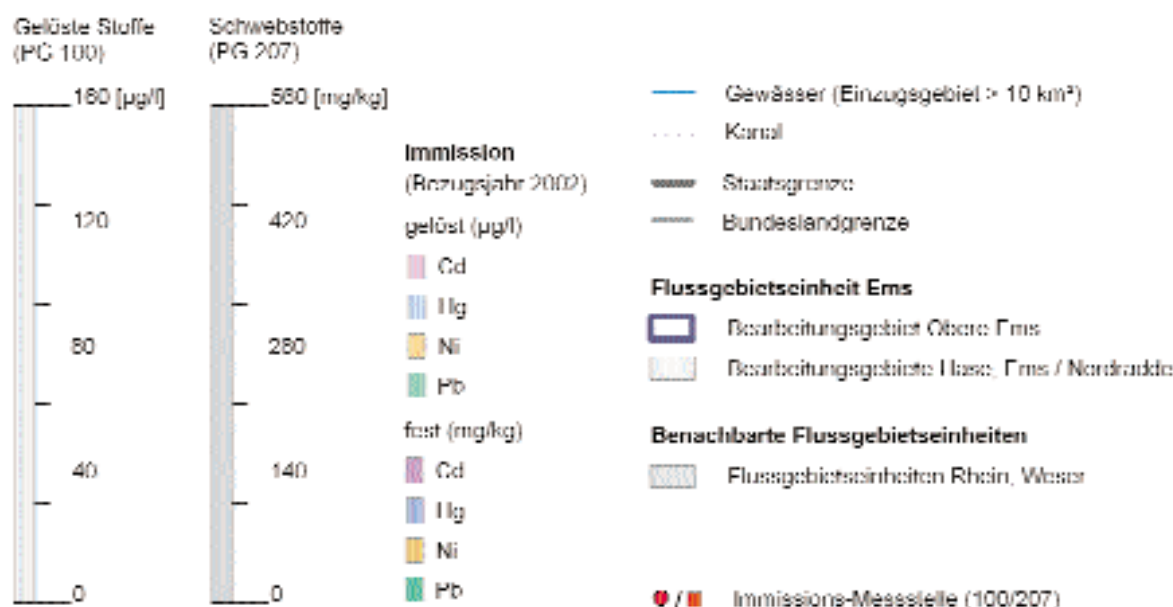 Gelöste Stoffe
(PG 100)
160 [µg/l]
120
80
40
0
Schwebstoffe
(PG 207)
560 [mg/kg]
420
280
140
0
Immission
(Bezugsjahr 2002)
gelöst (µg/l)
Cd
Hg
Ni
Pb
fest (mg/kg)
Cd
Hg
Ni
Pb
Gewässer (Einzugsgebiet > 10 km²)
Kanal
Staatsgrenze
Bundeslandgrenze
Flussgebietseinheit Ems
Bearbeitungsgebiet Obere Ems
Bearbeitungsgebiete Hase, Ems / Nordradde
Benachbarte Flussgebietseinheiten
Flussgebietseinheiten Rhein, Weser
/ Immissions-Messstelle (100/207)